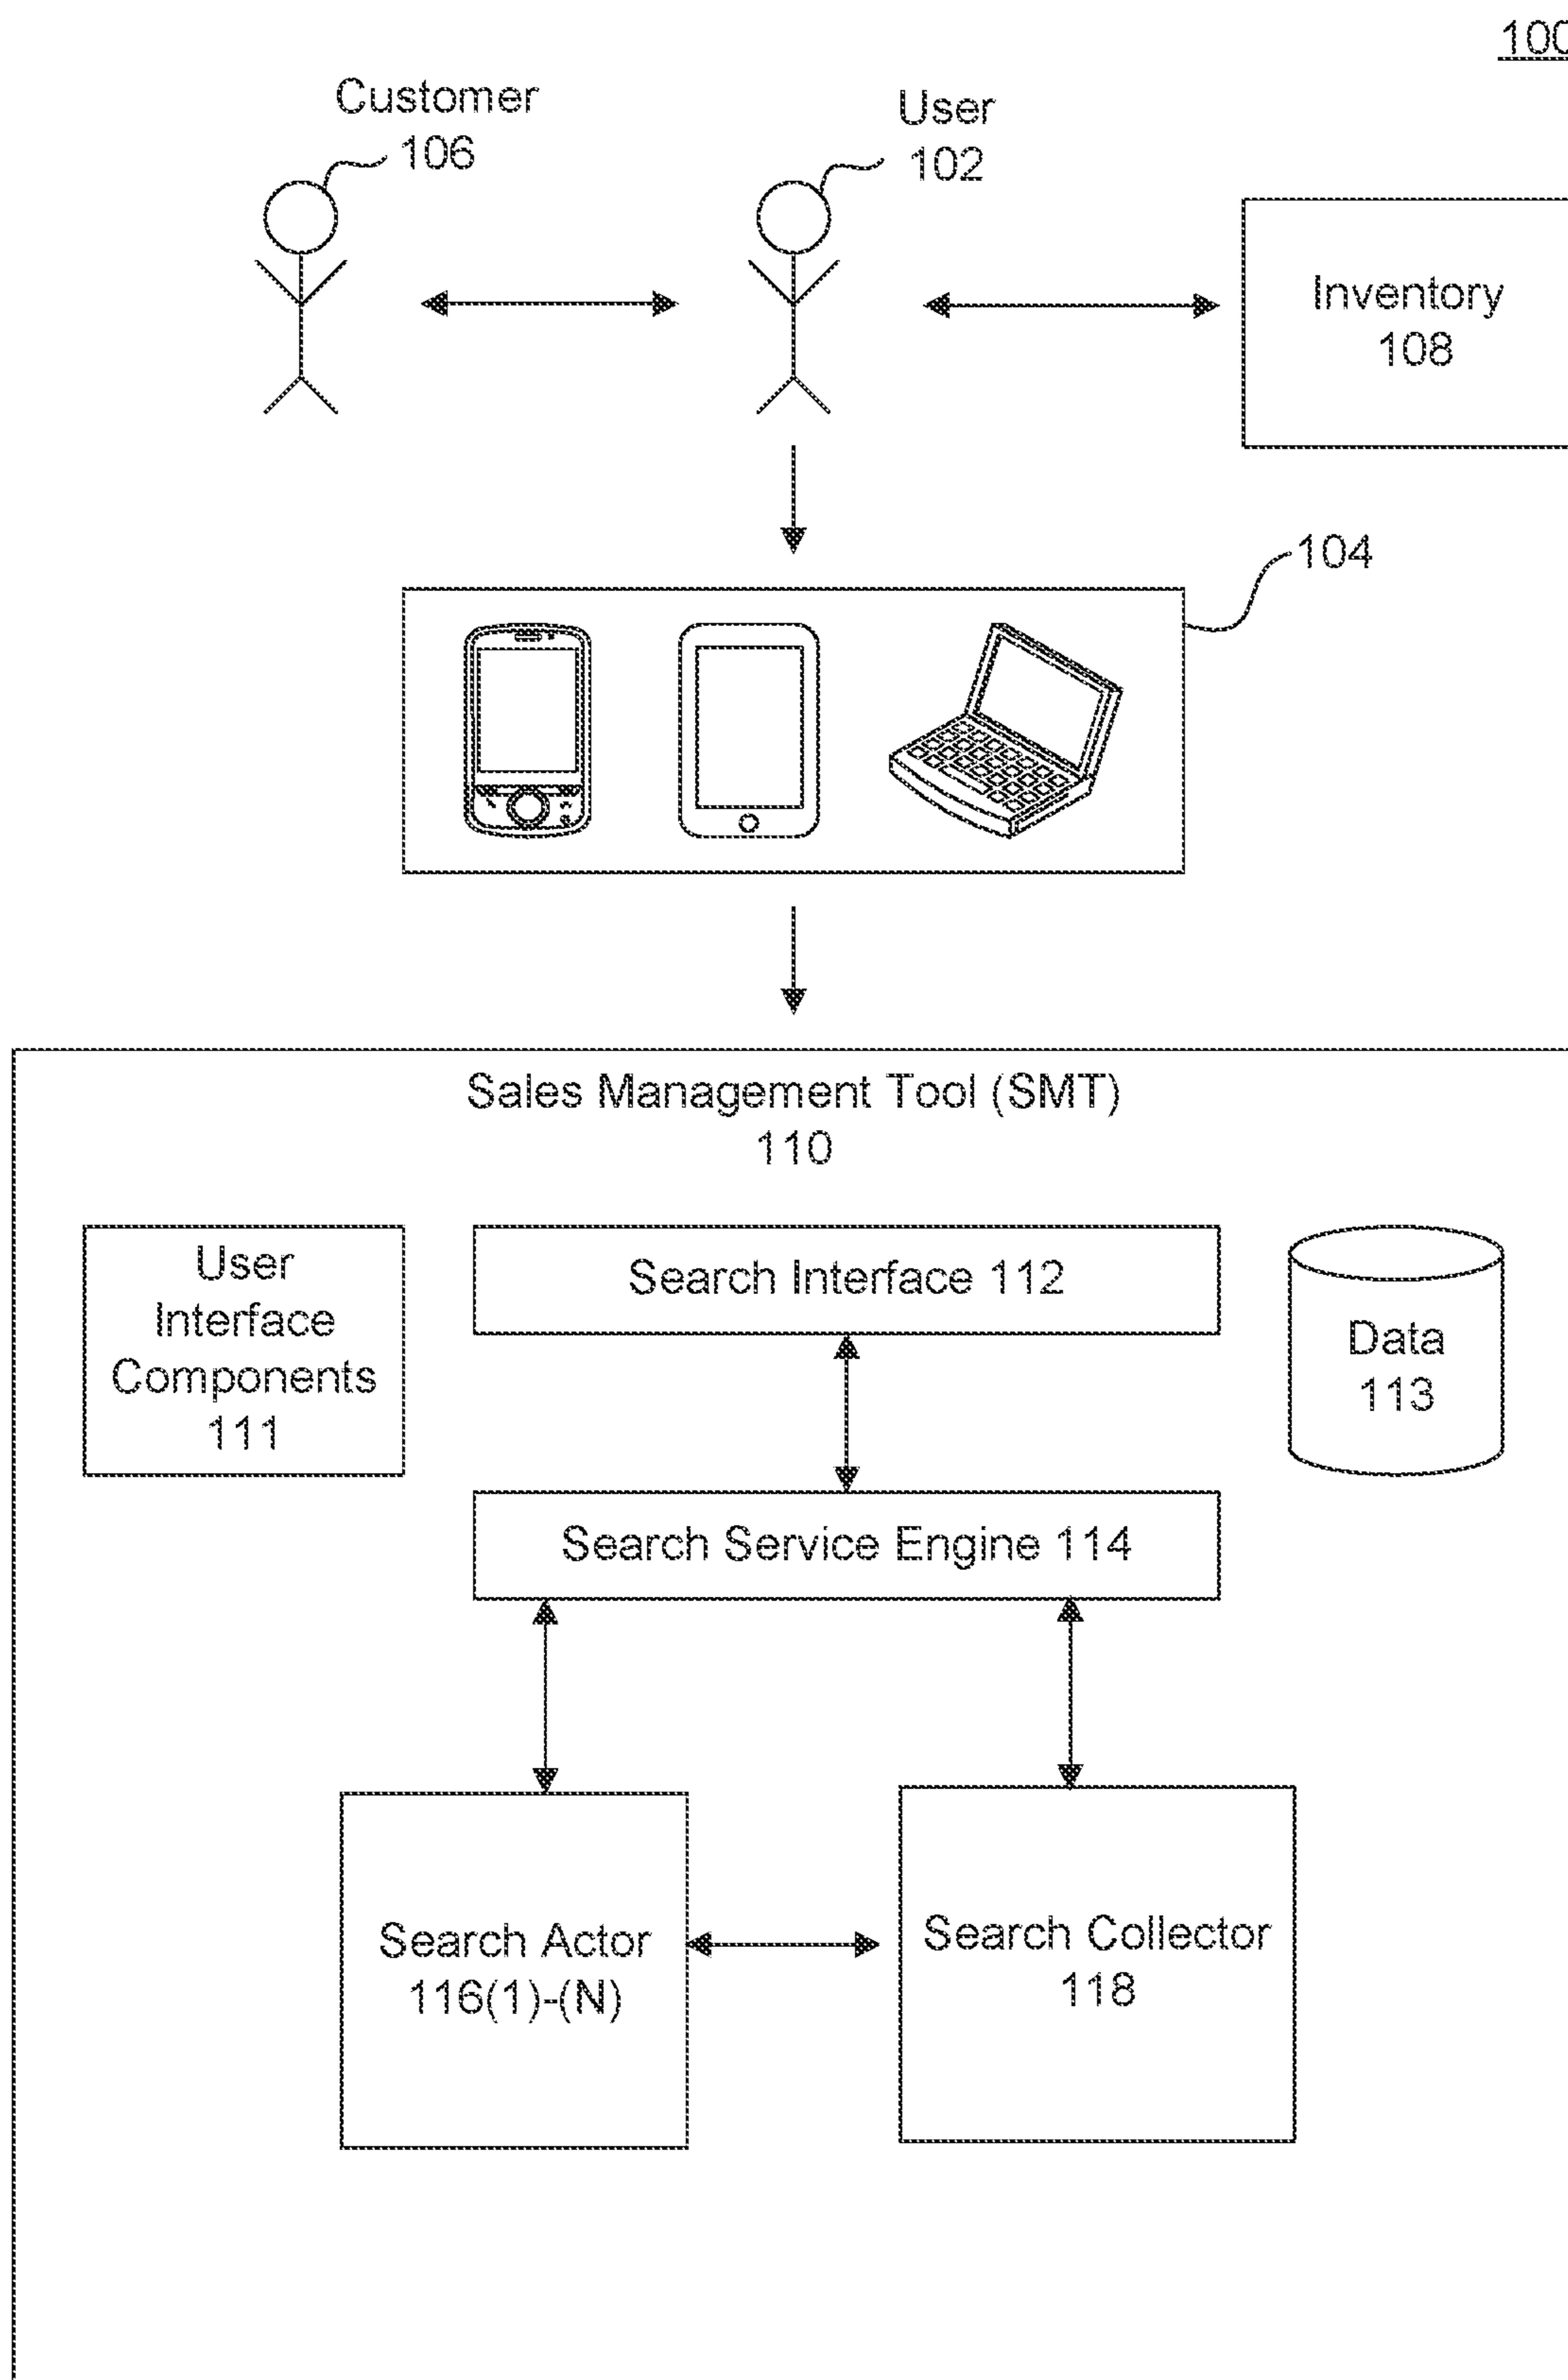 100
Customer
106
User
102
Inventory
108
104
Sales Management Tool (SMT)
110
User
Interface
Components
111
Search Interface 112
Data
113
Search Service Engine 114
Search Actor
116(1)-(N)
Search Collector
118